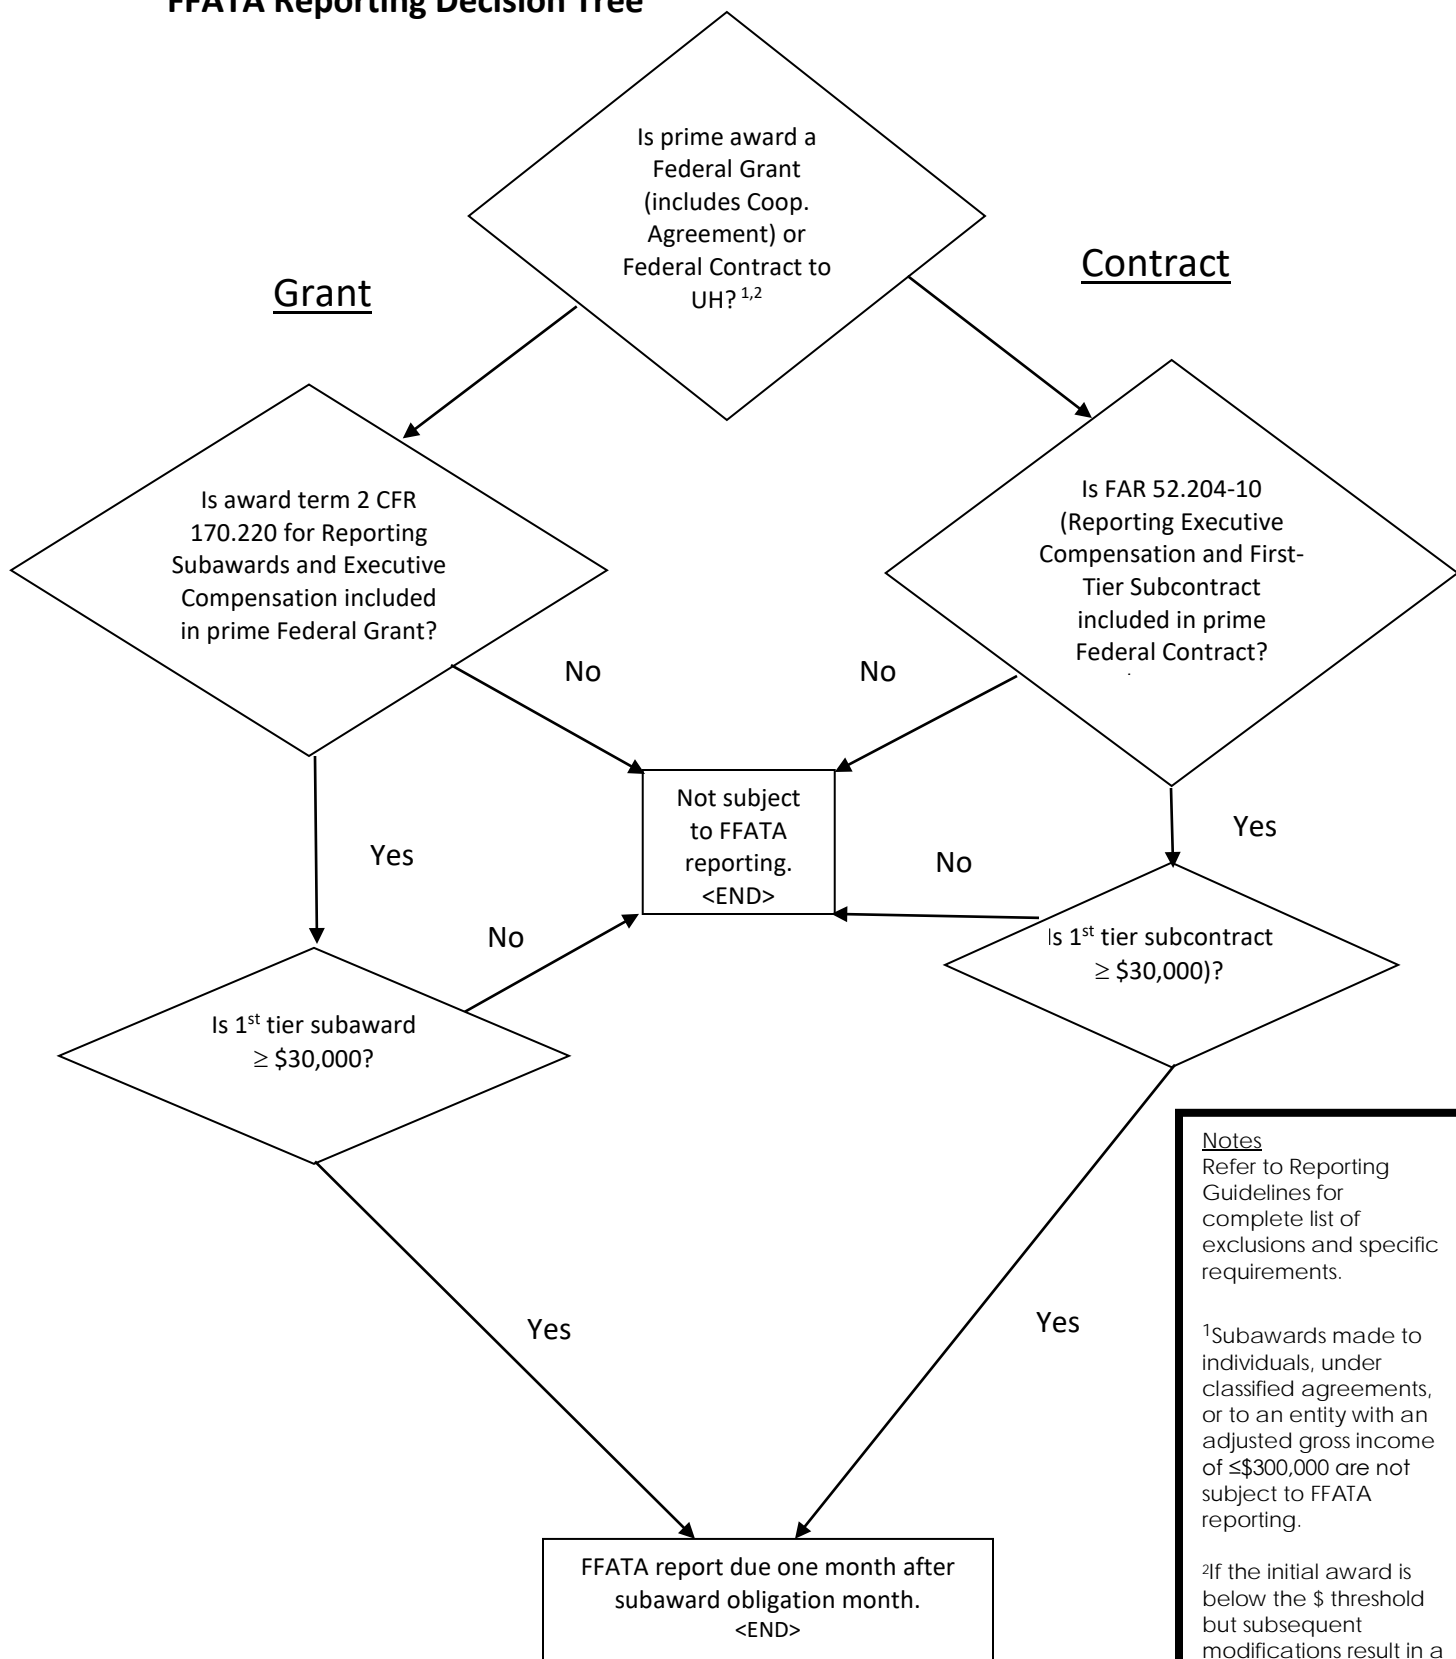 FFATA Reporting Decision Tree
Is prime award a
Federal Grant
(includes Coop.
Agreement) or
Federal Contract to
UH? 1,2
Grant
Contract
Is award term 2 CFR
170.220 for Reporting
Subawards and Executive
Compensation included
in prime Federal Grant?
Is FAR 52.204-10
(Reporting Executive
Compensation and First-
Tier Subcontract
included in prime
Federal Contract?
No
No
Not subject
to FFATA
reporting.
<END>
Yes
Yes
No
No
Is 1st tier subaward
≥ $30,000?
Is 1st tier subcontract
≥ $30,000)?
Yes
Yes
FFATA report due one month after
subaward obligation month.
<END>
Notes
Refer to Reporting
Guidelines for
complete list of
exclusions and specific
requirements.
1Subawards made to
individuals, under
classified agreements,
or to an entity with an
adjusted gross income
of ≤$300,000 are not
subject to FFATA
reporting.
2If the initial award is
below the $ threshold
but subsequent
modifications result in a